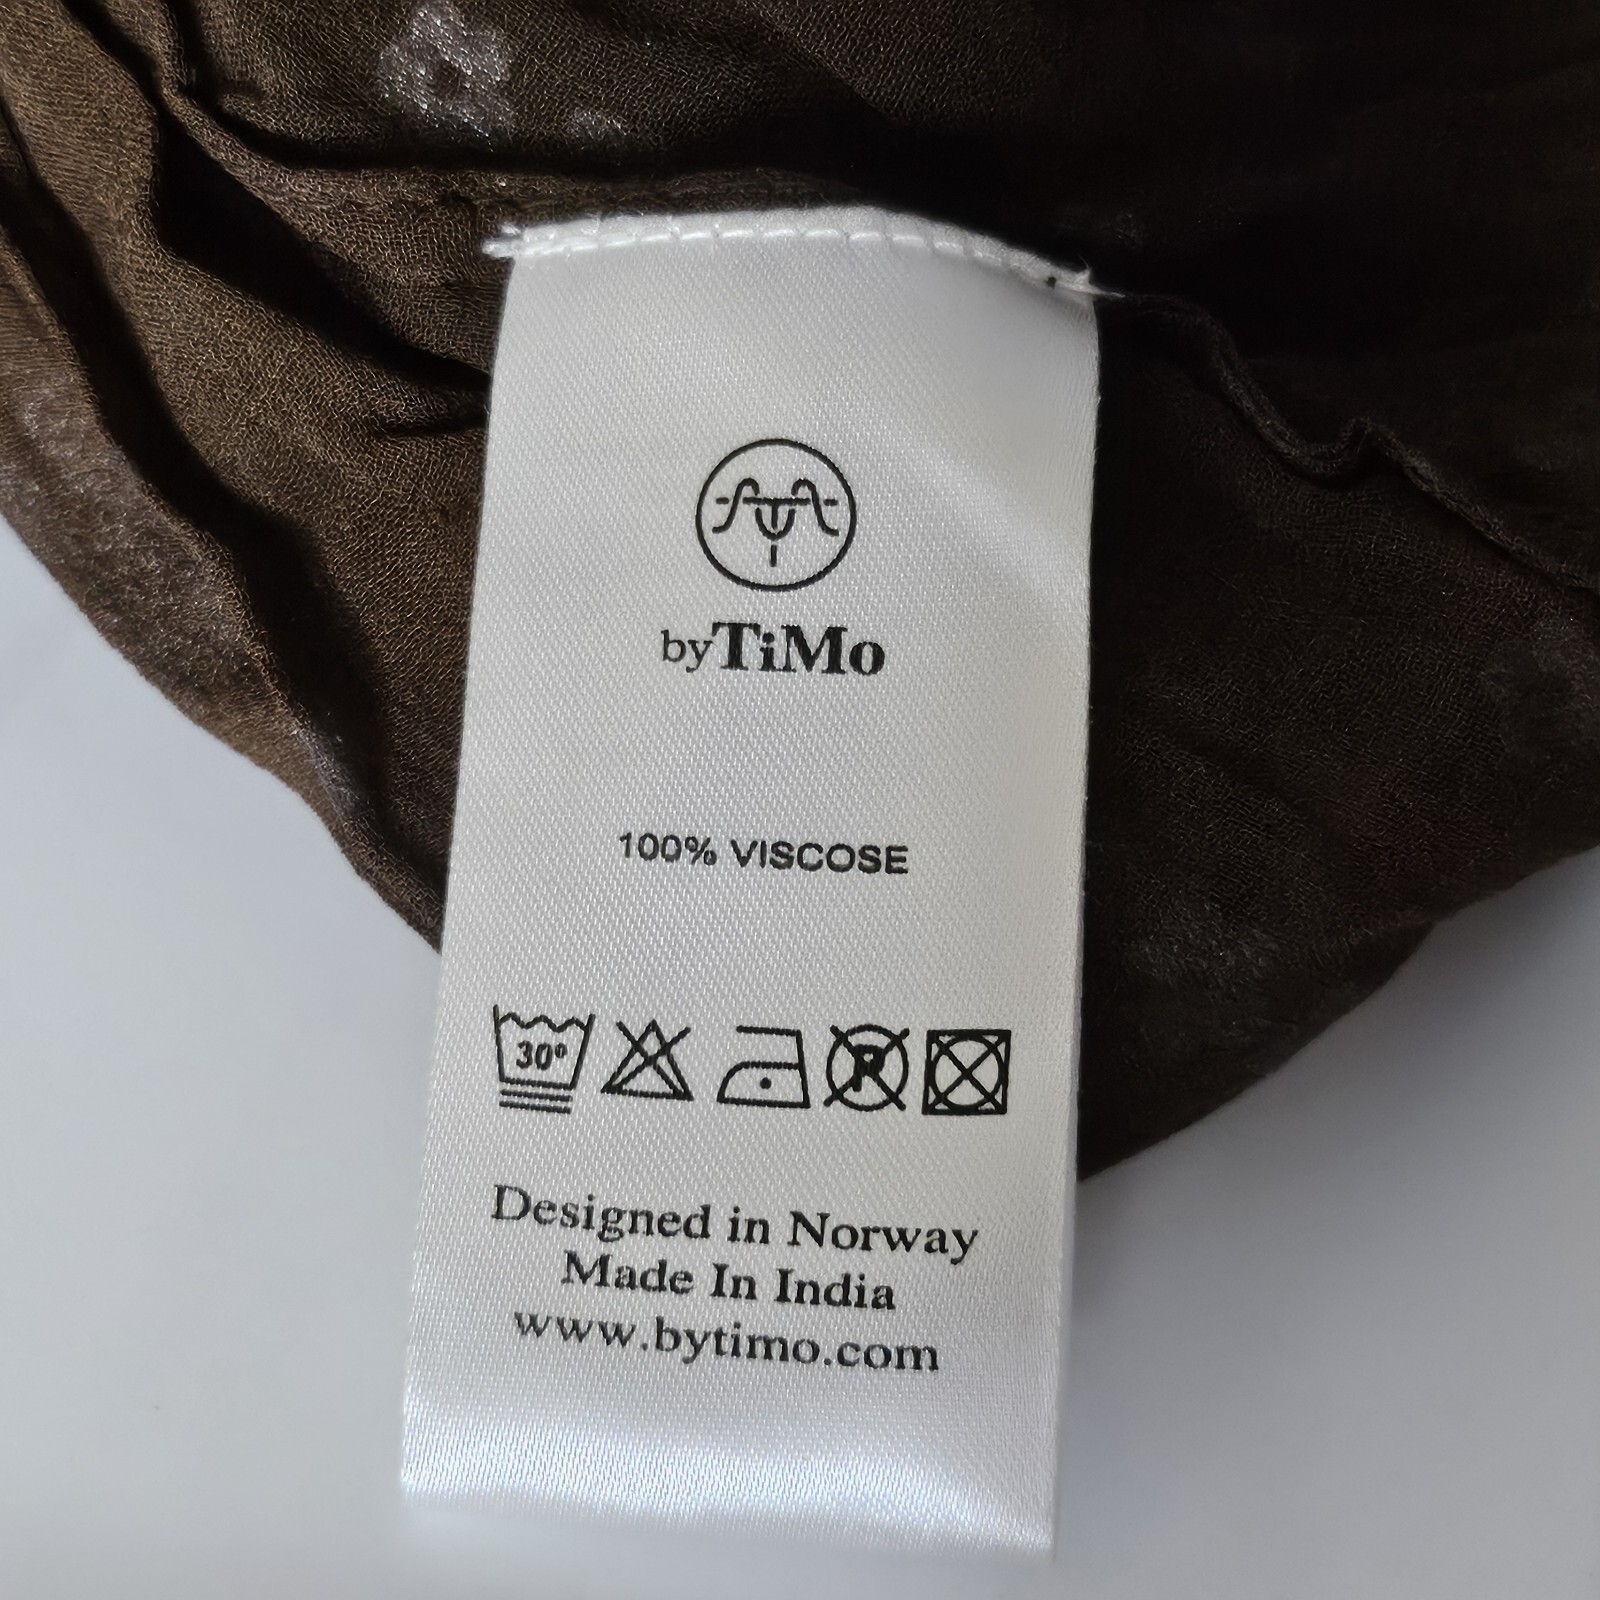 byTiMo
100% VISCOSE
30°
P
Designed in Norway
Made In India
www.bytimo.com